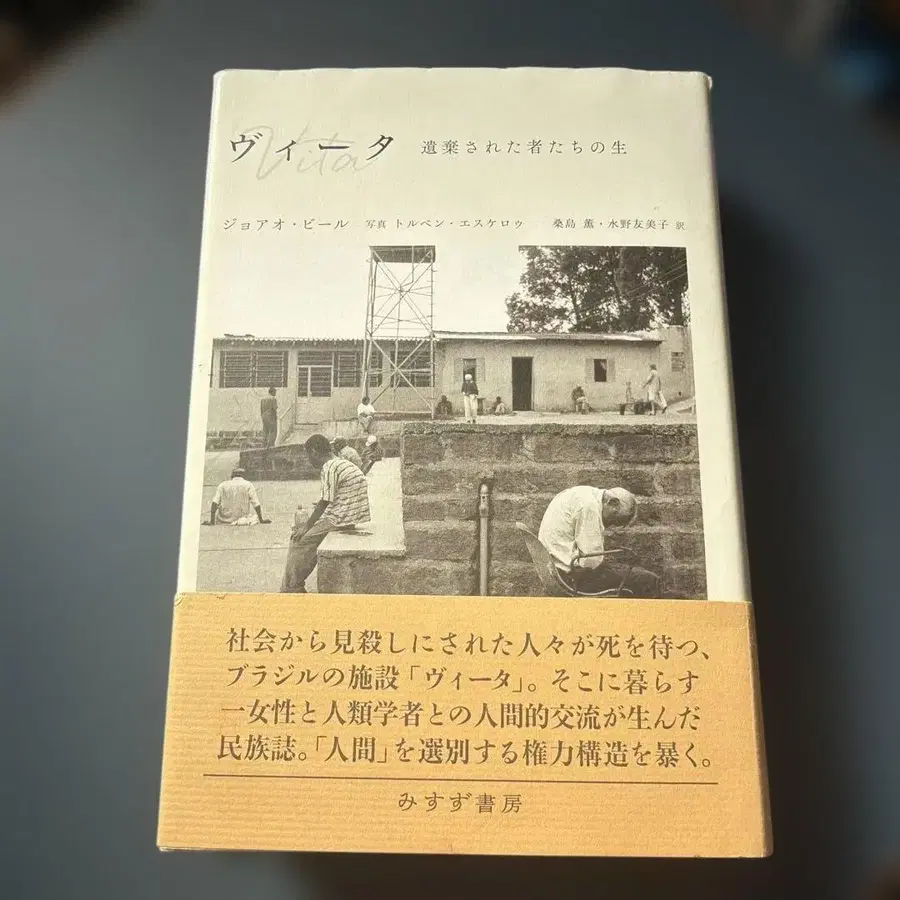 ヴィータ 遺棄された者たちの生
Vita
ジョアオ・ビール 写真 トルベン・エスケロゥ 桑島 薫・水野友美子 訳
社会から見殺しにされた人々が死を待つ、
ブラジルの施設「ヴィータ」。そこに暮らす
一女性と人類学者との人間的交流が生んだ
民族誌。「人間」を選別する権力構造を暴く。
みすず書房